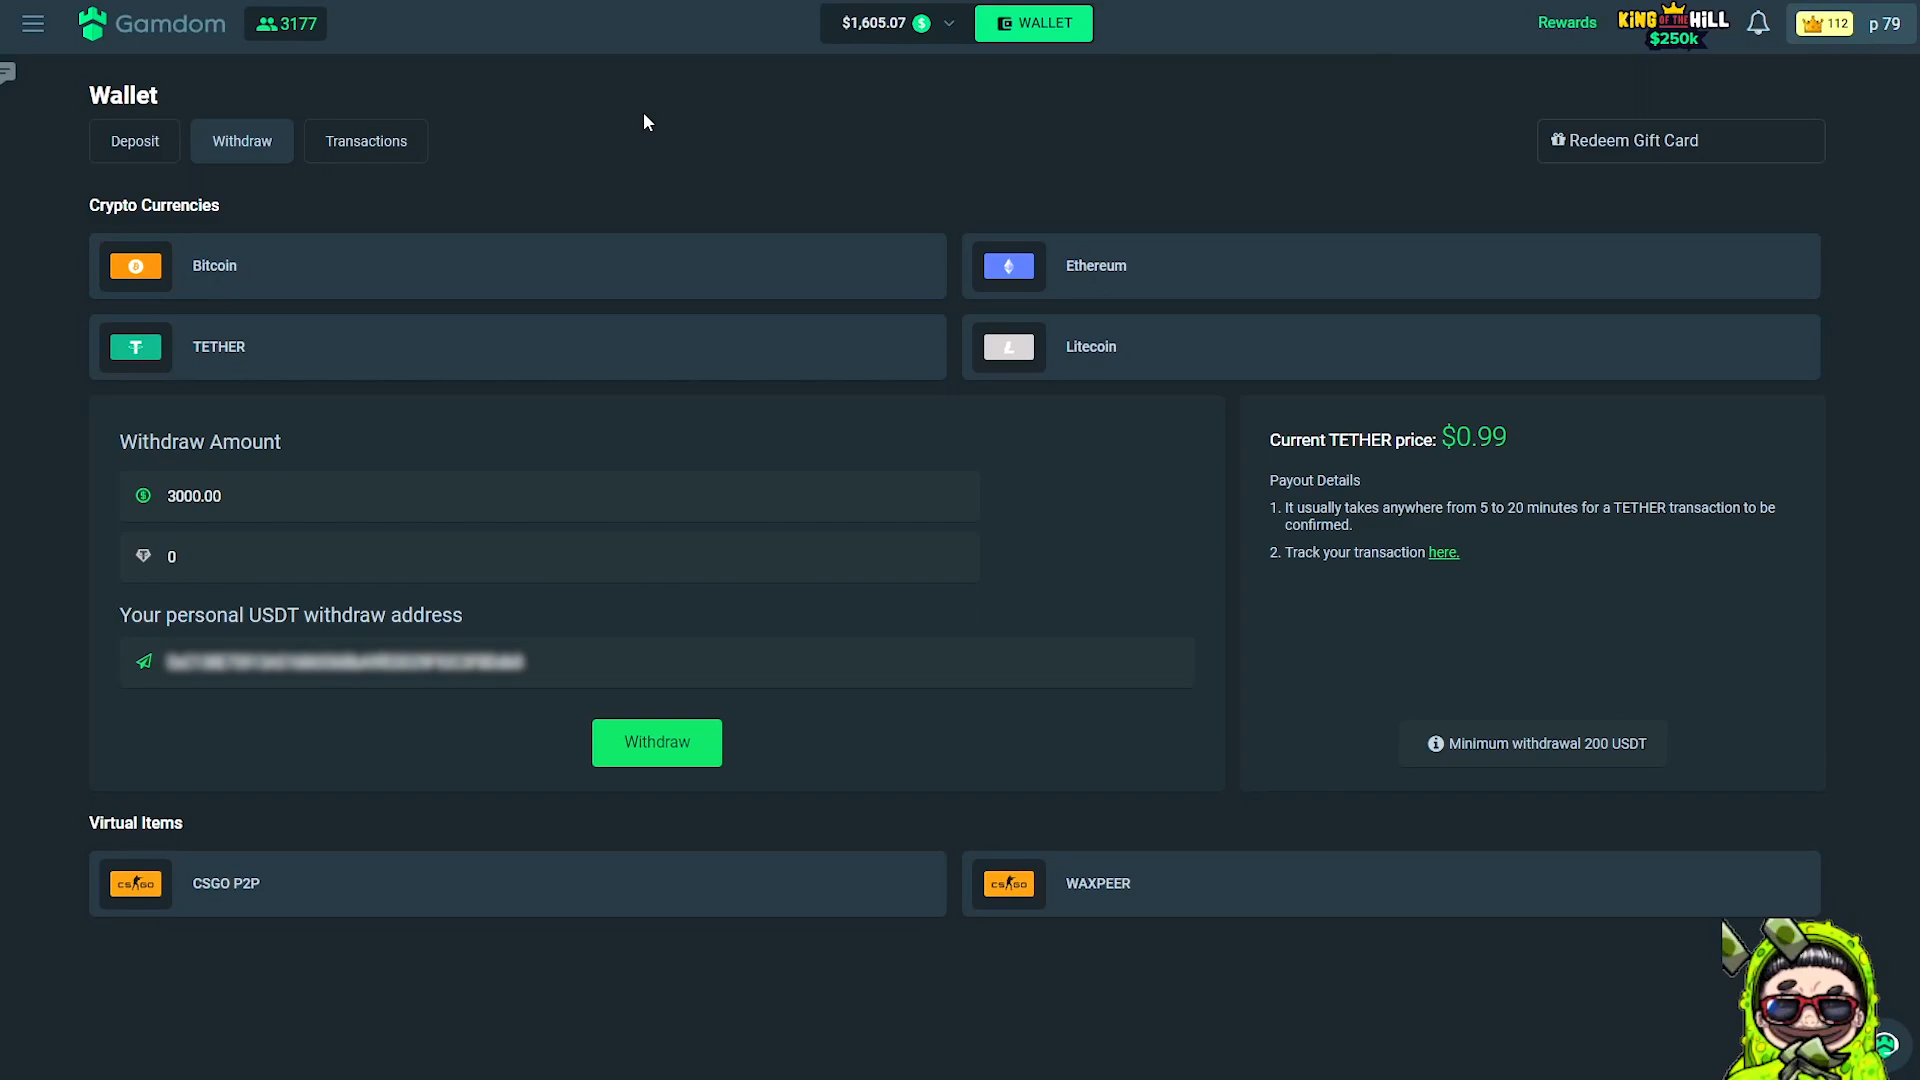 Gamdom
3177
$1,605.07
WALLET
Rewards
KING OF THE HILL
$250k
112
p 79
Wallet
Deposit
Withdraw
Transactions
Redeem Gift Card
Crypto Currencies
Bitcoin
Ethereum
TETHER
Litecoin
Withdraw Amount
3000.00
0
Your personal USDT withdraw address
Withdraw
Current TETHER price: $0.99
Payout Details
1. It usually takes anywhere from 5 to 20 minutes for a TETHER transaction to be
confirmed.
2. Track your transaction here.
Minimum withdrawal 200 USDT
Virtual Items
CSGO
CSGO P2P
CSGO
WAXPEER